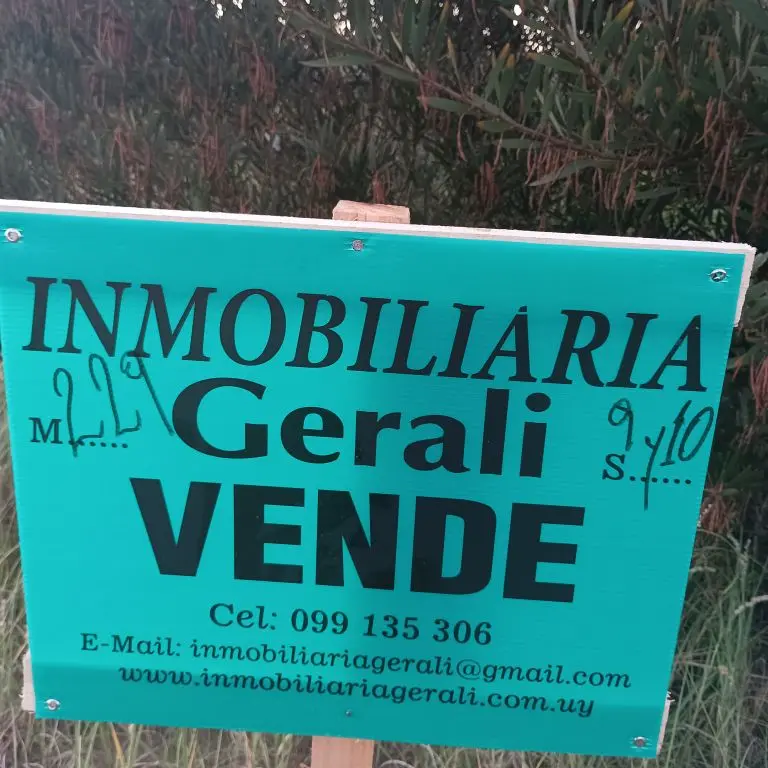 INMOBILIARIA
M...... 229 Gerali S...... 9 y 10
VENDE
Cel: 099 135 306
E-Mail: inmobiliariagerali@gmail.com
www.inmobiliariagerali.com.uy